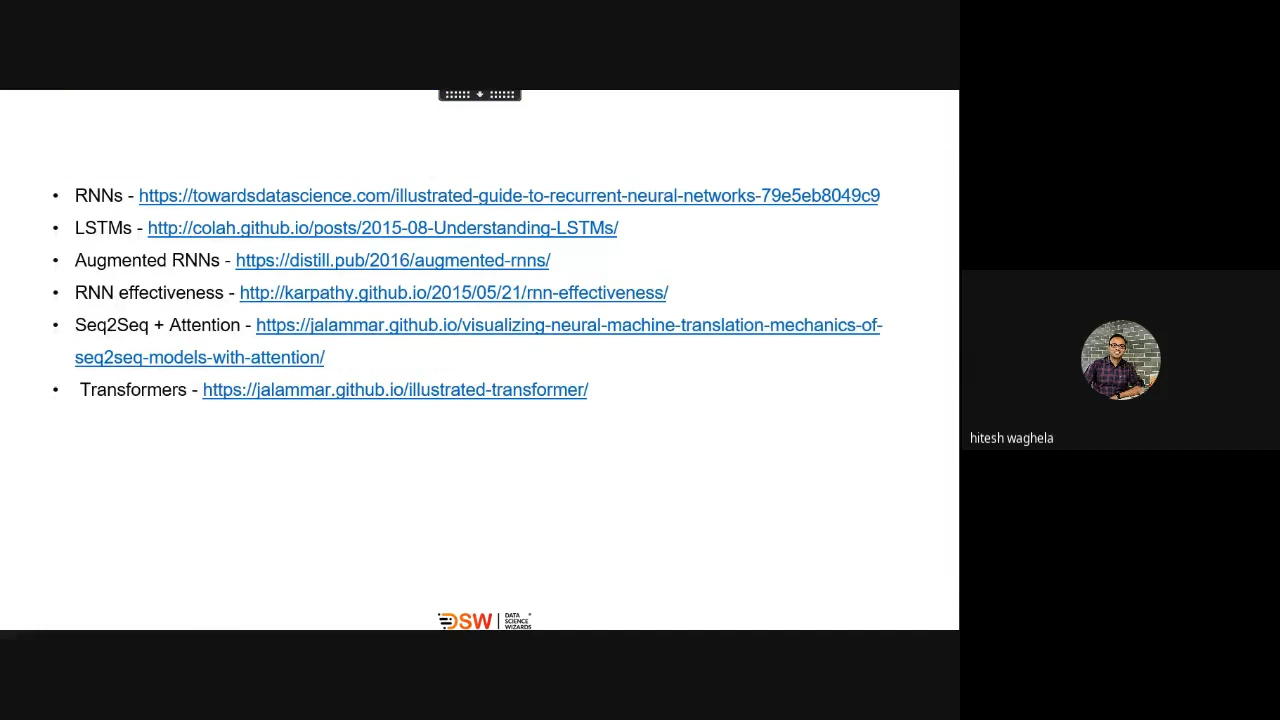 • RNNs - https://towardsdatascience.com/illustrated-guide-to-recurrent-neural-networks-79e5eb8049c9
• LSTMs - http://colah.github.io/posts/2015-08-Understanding-LSTMs/
• Augmented RNNs - https://distill.pub/2016/augmented-rnns/
• RNN effectiveness - http://karpathy.github.io/2015/05/21/rnn-effectiveness/
• Seq2Seq + Attention - https://jalammar.github.io/visualizing-neural-machine-translation-mechanics-of-
seq2seq-models-with-attention/
• Transformers - https://jalammar.github.io/illustrated-transformer/
hitesh waghela
DSW | DATA
SCIENCE
WIZARDS